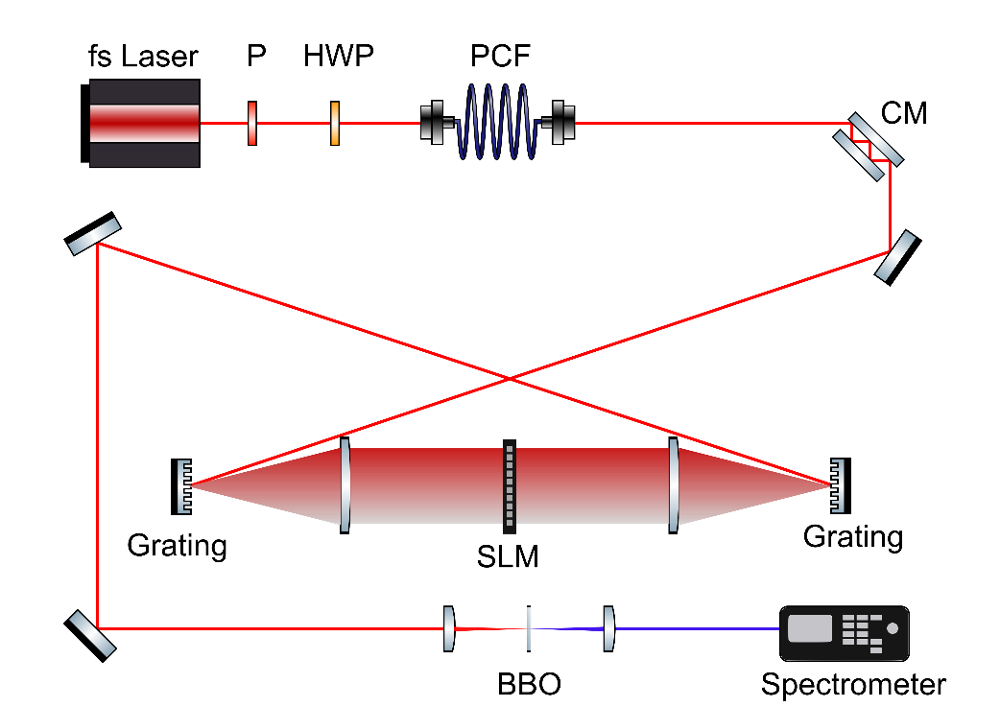 fs Laser
P
HWP
PCF
CM
Grating
SLM
Grating
BBO
Spectrometer